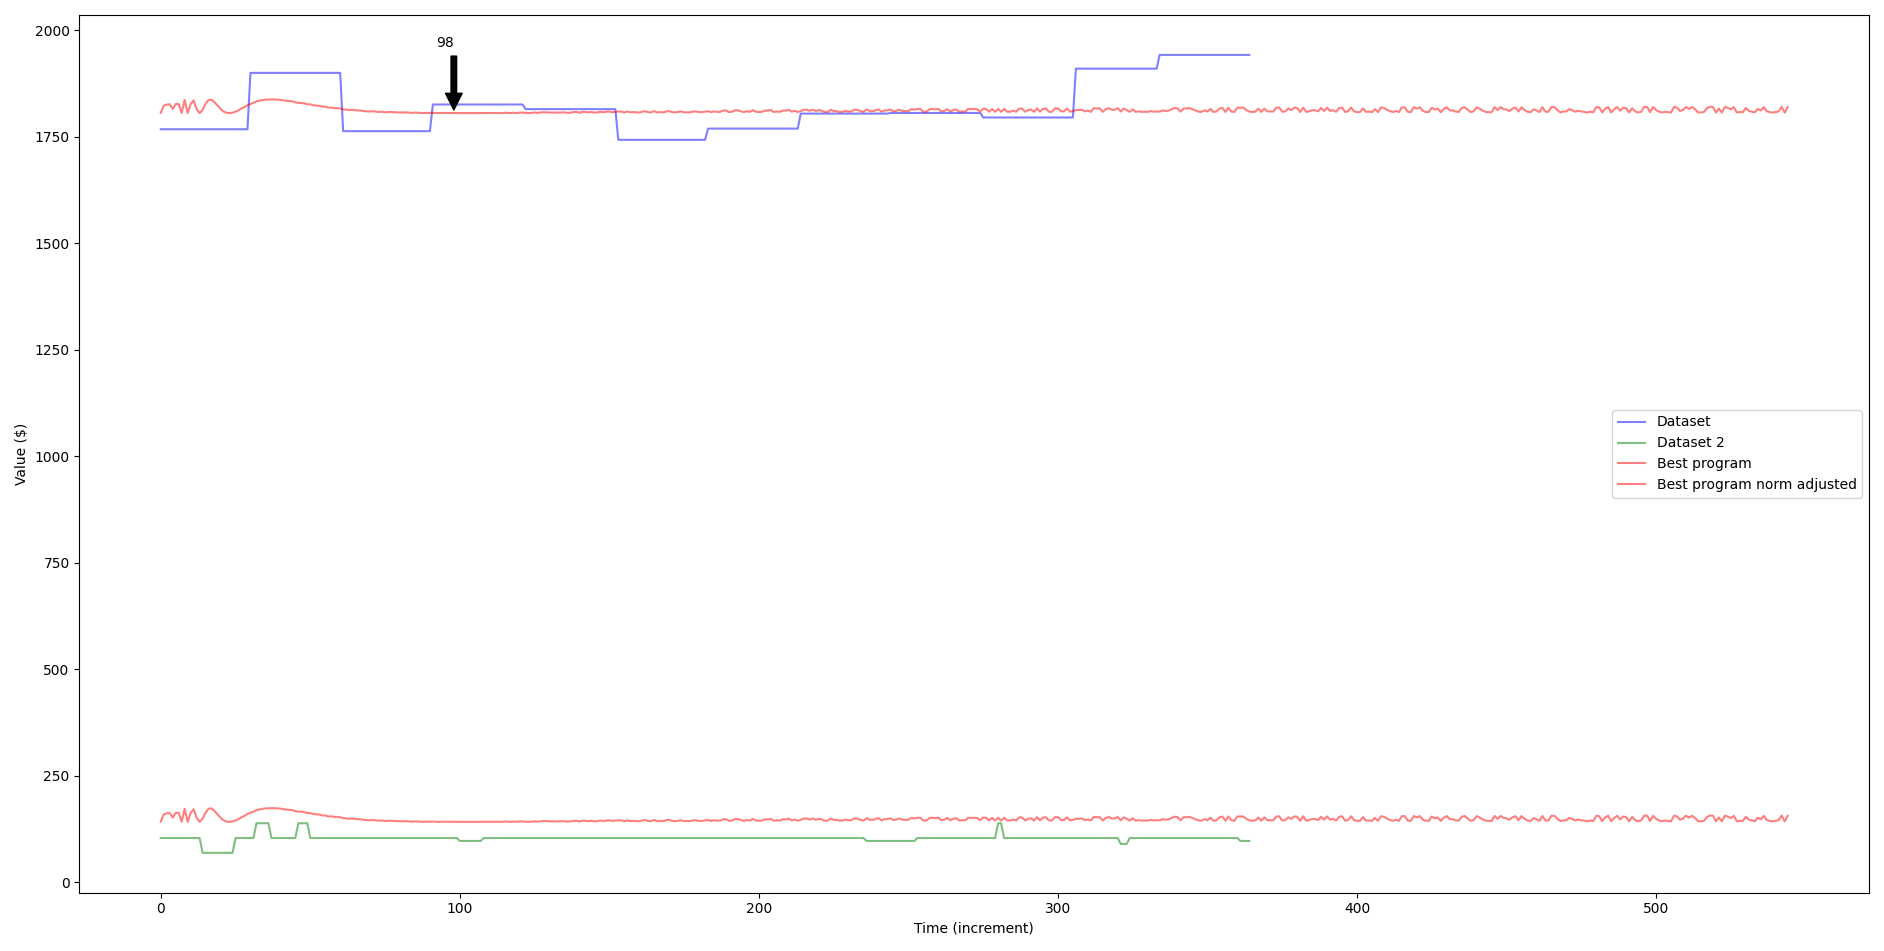 2000
98
1750
1500
1250
1000
750
500
250
0
Value ($)
Dataset
Dataset 2
Best program
Best program norm adjusted
0 100 200 300 400 500
Time (increment)